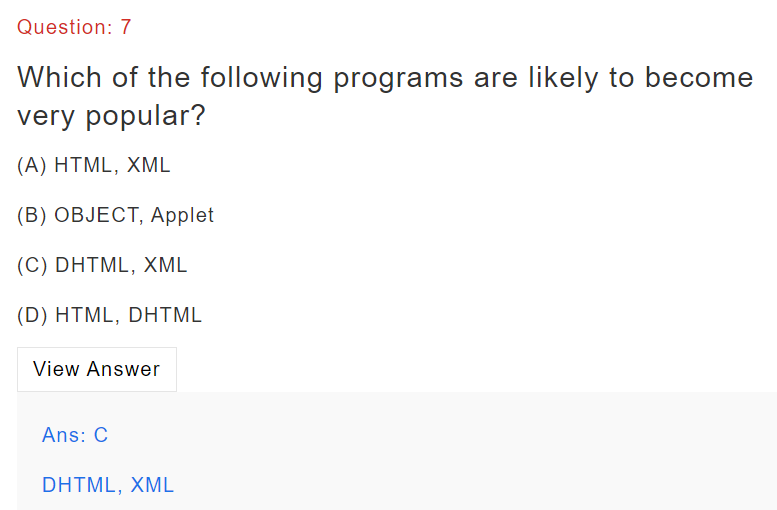 Question: 7
Which of the following programs are likely to become
very popular?
(A) HTML, XML
(B) OBJECT, Applet
(C) DHTML, XML
(D) HTML, DHTML
View Answer
Ans: C
DHTML, XML